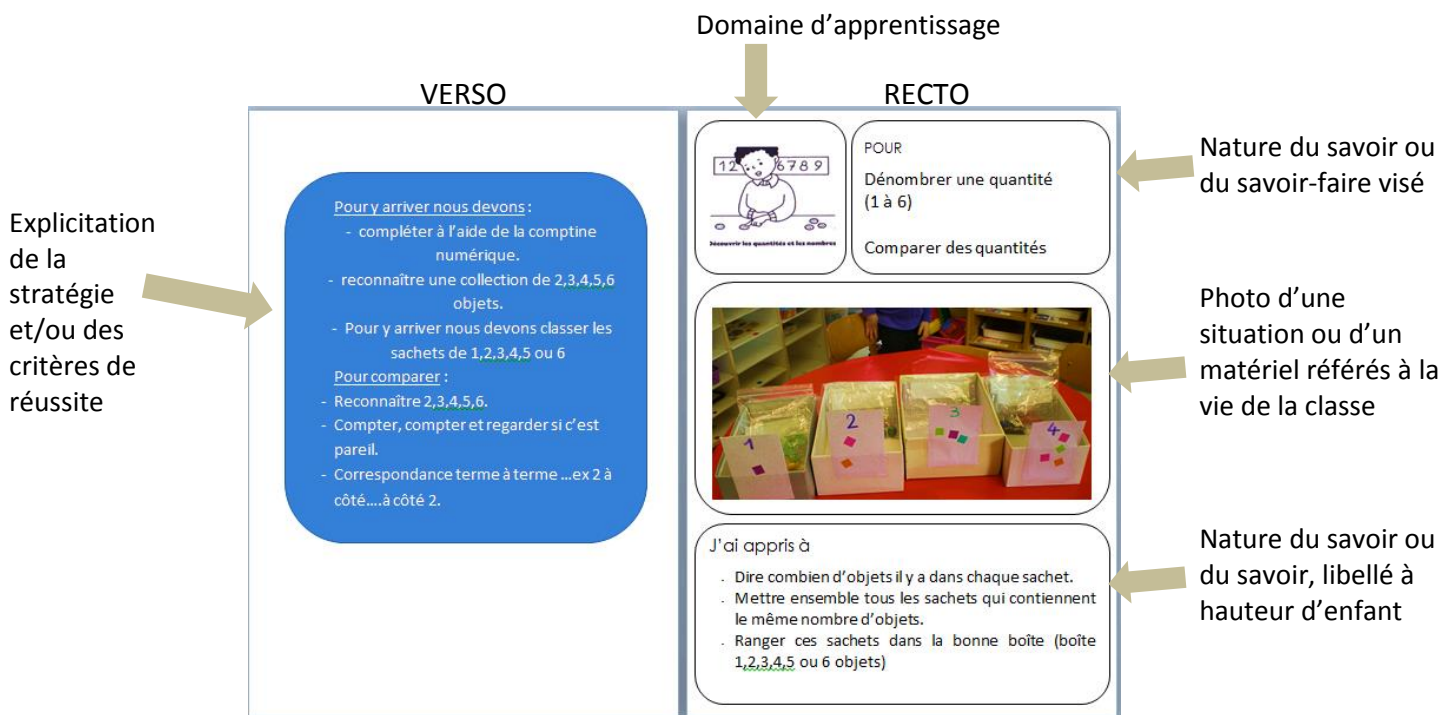 Domaine d’apprentissage
VERSO
RECTO
Explicitation
de la
stratégie
et/ou des
critères de
réussite
Pour y arriver nous devons :
- compléter à l’aide de la comptine
numérique.
- reconnaître une collection de 2,3,4,5,6
objets.
- Pour y arriver nous devons classer les
sachets de 1,2,3,4,5 ou 6
Pour comparer :
- Reconnaître 2,3,4,5,6.
- Compter, compter et regarder si c’est
pareil.
- Correspondance terme à terme ...ex 2 à
côté....à côté 2.
12 6789
Découvrir les quantités et les nombres
POUR
Dénombrer une quantité
(1 à 6)
Comparer des quantités
1
2
3
4
J’ai appris à
- Dire combien d’objets il y a dans chaque sachet.
- Mettre ensemble tous les sachets qui contiennent
le même nombre d’objets.
- Ranger ces sachets dans la bonne boîte (boîte
1,2,3,4,5 ou 6 objets)
Nature du savoir ou
du savoir-faire visé
Photo d’une
situation ou d’un
matériel référés à la
vie de la classe
Nature du savoir ou
du savoir, libellé à
hauteur d’enfant